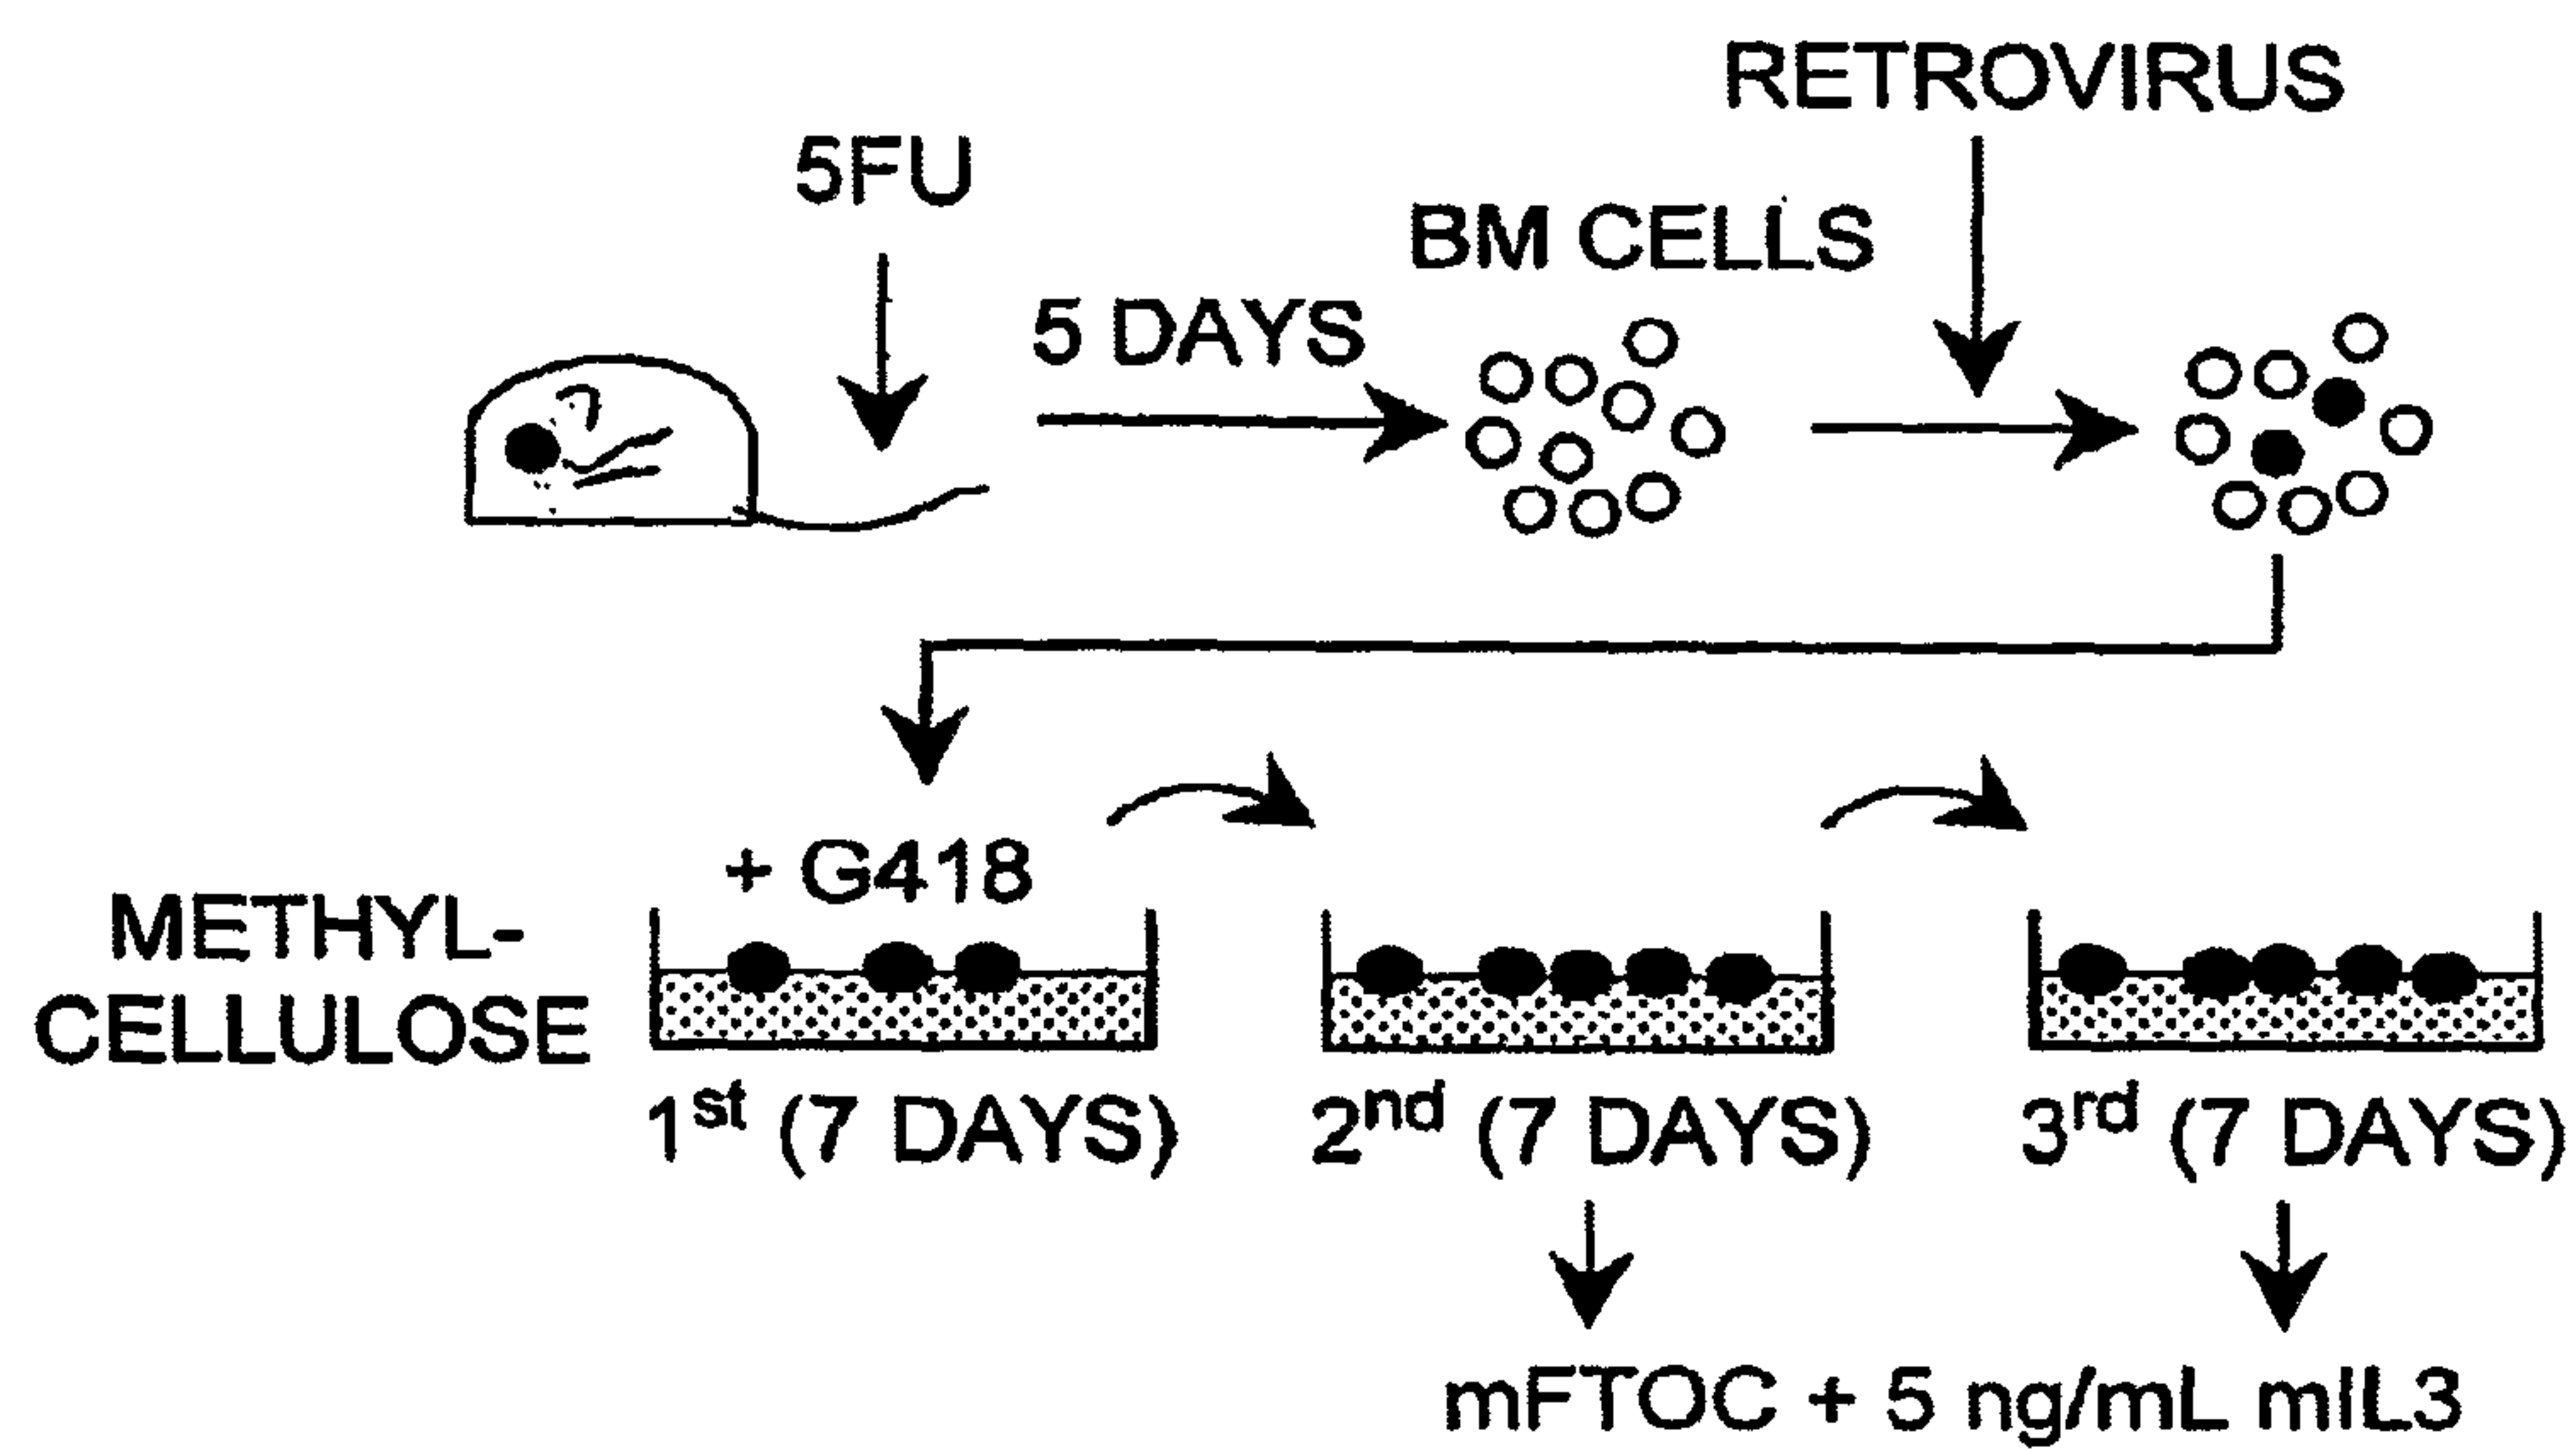 RETROVIRUS
5FU
BM CELLS
5 DAYS
+ G418
METHYL-
CELLULOSE
1st (7 DAYS)
2nd (7 DAYS)
3rd (7 DAYS)
mFTOC + 5 ng/mL mIL3